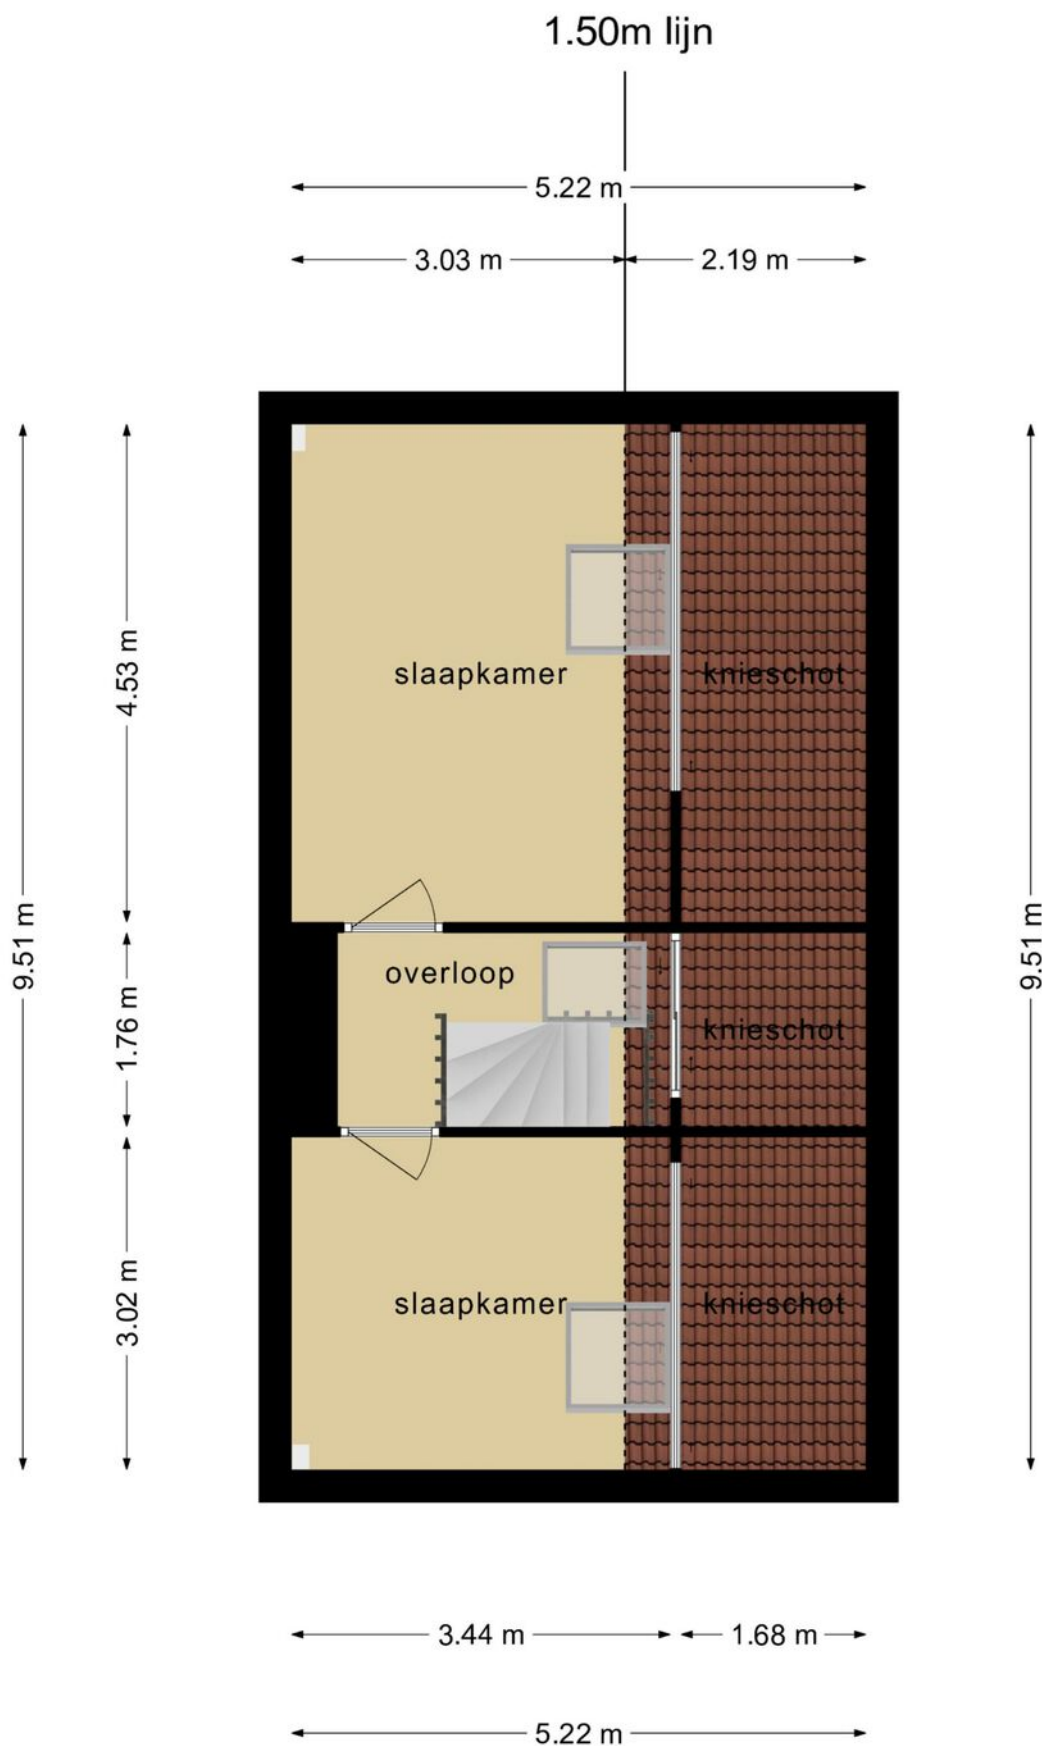 1.50m lijn
5.22 m
3.03 m
2.19 m
9.51 m
4.53 m
1.76 m
3.02 m
9.51 m
slaapkamer
knieschot
overloop
knieschot
slaapkamer
knieschot
3.44 m
1.68 m
5.22 m